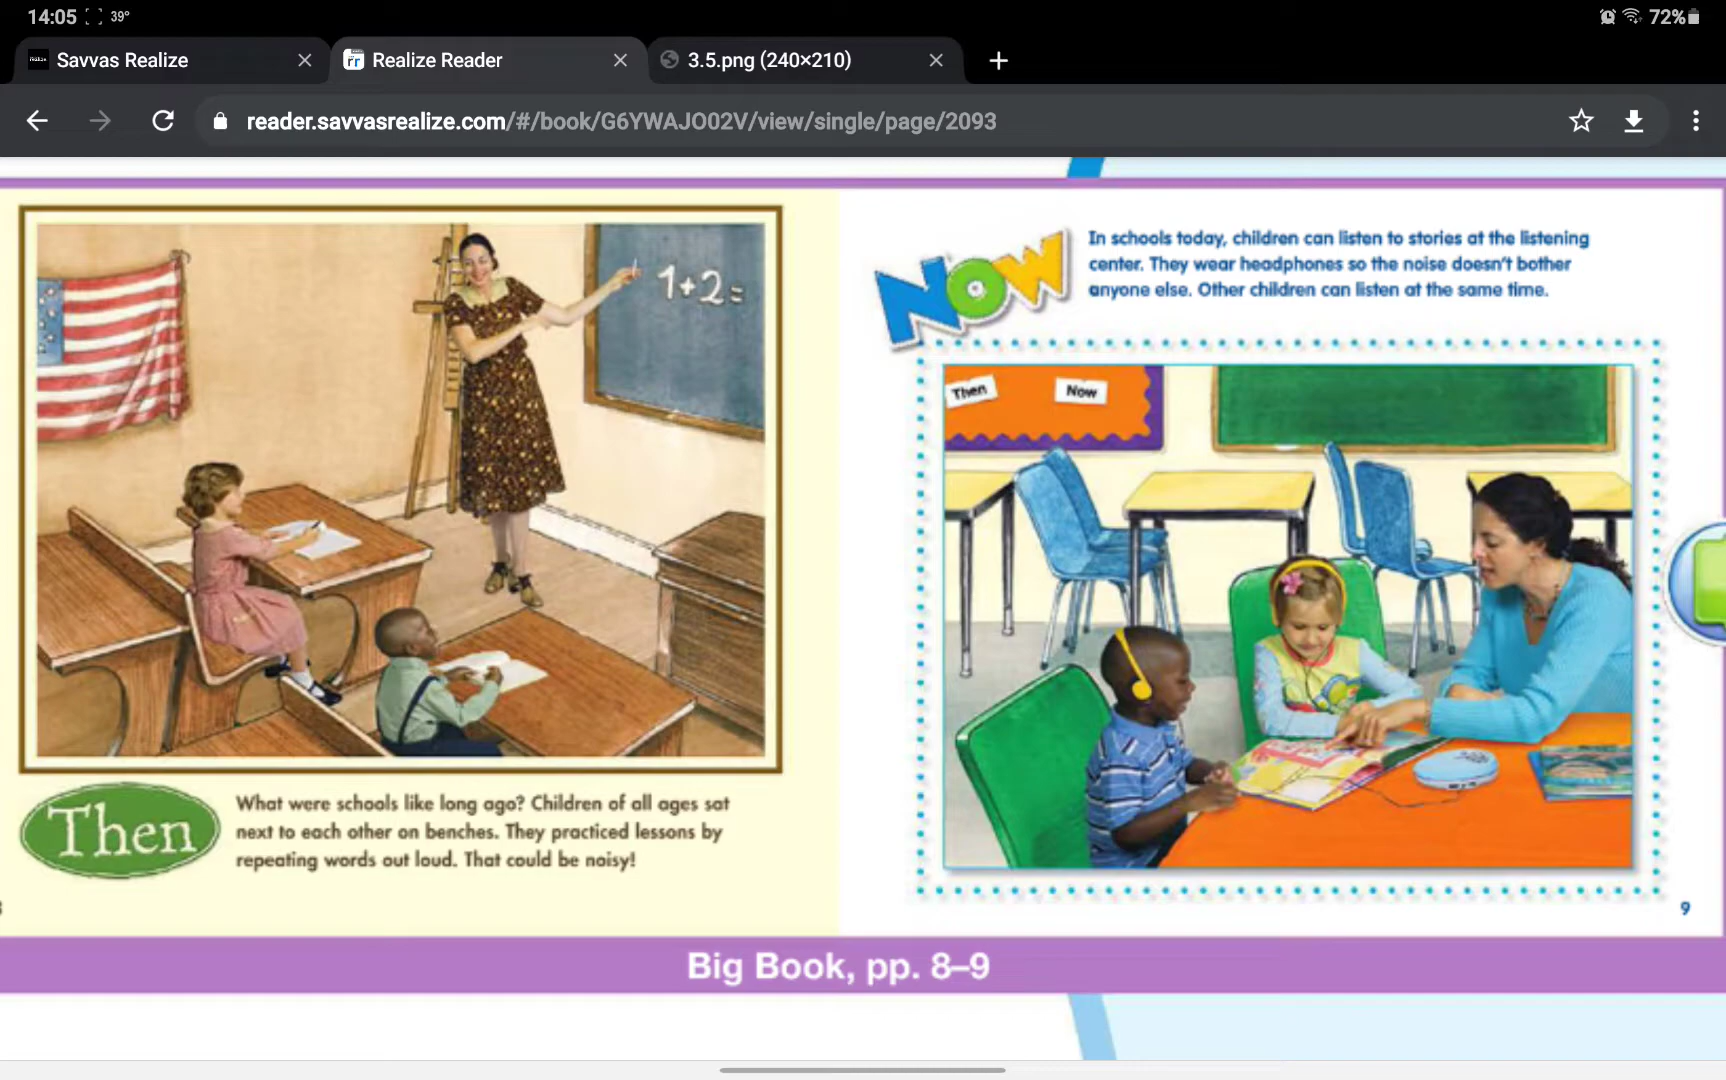 14:05 39° 72%
Savvas Realize
Realize Reader
3.5.png (240×210)
reader.savvasrealize.com/#/book/G6YWAJO02V/view/single/page/2093
1+2=
Then
What were schools like long ago? Children of all ages sat
next to each other on benches. They practiced lessons by
repeating words out loud. That could be noisy!
NOW
In schools today, children can listen to stories at the listening
center. They wear headphones so the noise doesn't bother
anyone else. Other children can listen at the same time.
Then Now
9
Big Book, pp. 8–9